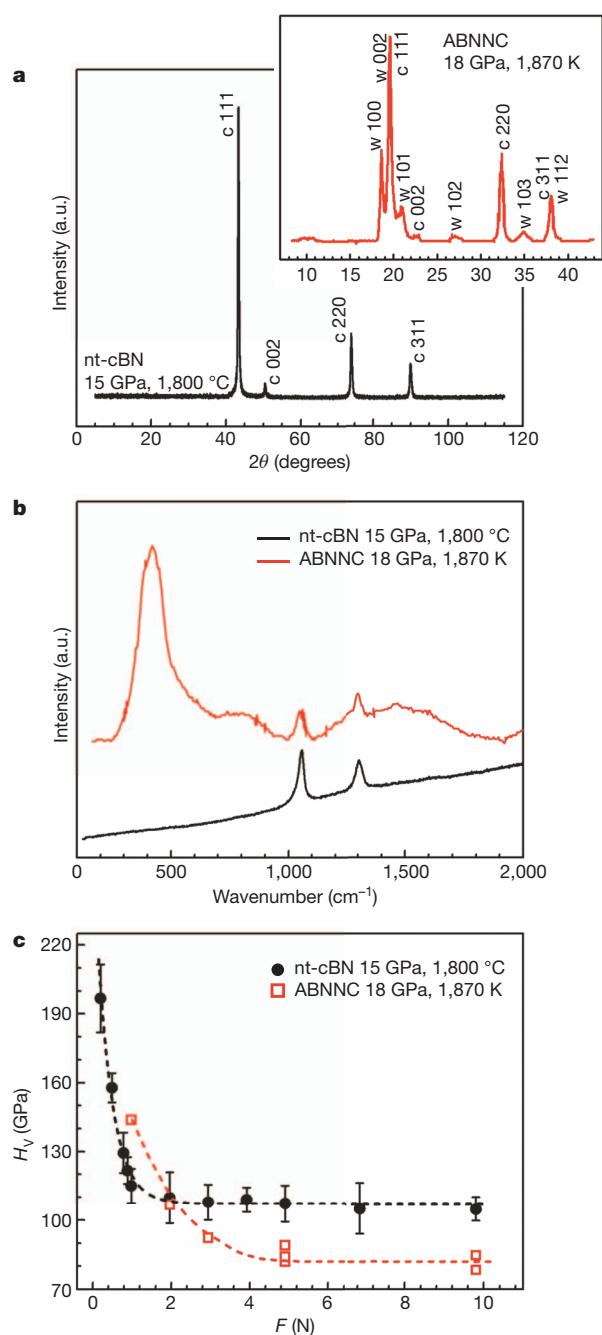 a
Intensity (a.u.)
c 111
c 002
c 220
c 311
nt-cBN
15 GPa, 1,800 °C
0 20 40 60 80 100 120
2θ (degrees)
ABNNC
18 GPa, 1,870 K
w 100
w 002
c 111
w 101
c 002
w 102
c 220
w 103
c 311
w 112
10 15 20 25 30 35 40
b
Intensity (a.u.)
nt-cBN 15 GPa, 1,800 °C
ABNNC 18 GPa, 1,870 K
0 500 1,000 1,500 2,000
Wavenumber (cm⁻¹)
c
H_V (GPa)
220
190
160
130
100
70
nt-cBN 15 GPa, 1,800 °C
ABNNC 18 GPa, 1,870 K
0 2 4 6 8 10
F (N)